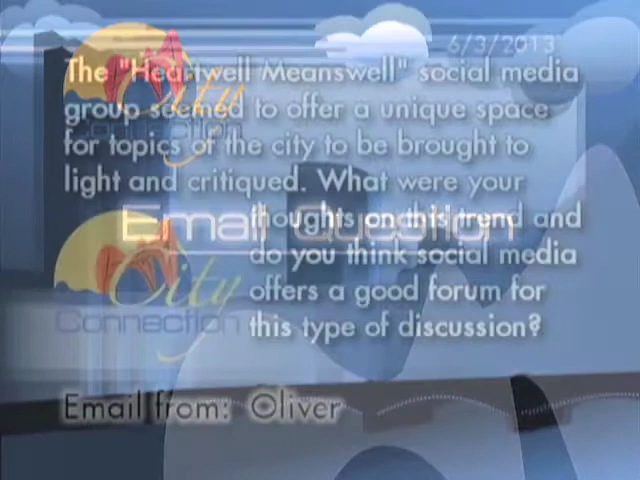 6/3/2013
The "Heartwell Meanswell" social media
group seemed to offer a unique space
for topics of the city to be brought to
light and critiqued. What were your
thoughts on this trend and
do you think social media
offers a good forum for
this type of discussion?
Email Question
City
Connection
City
Connection
Email from: Oliver